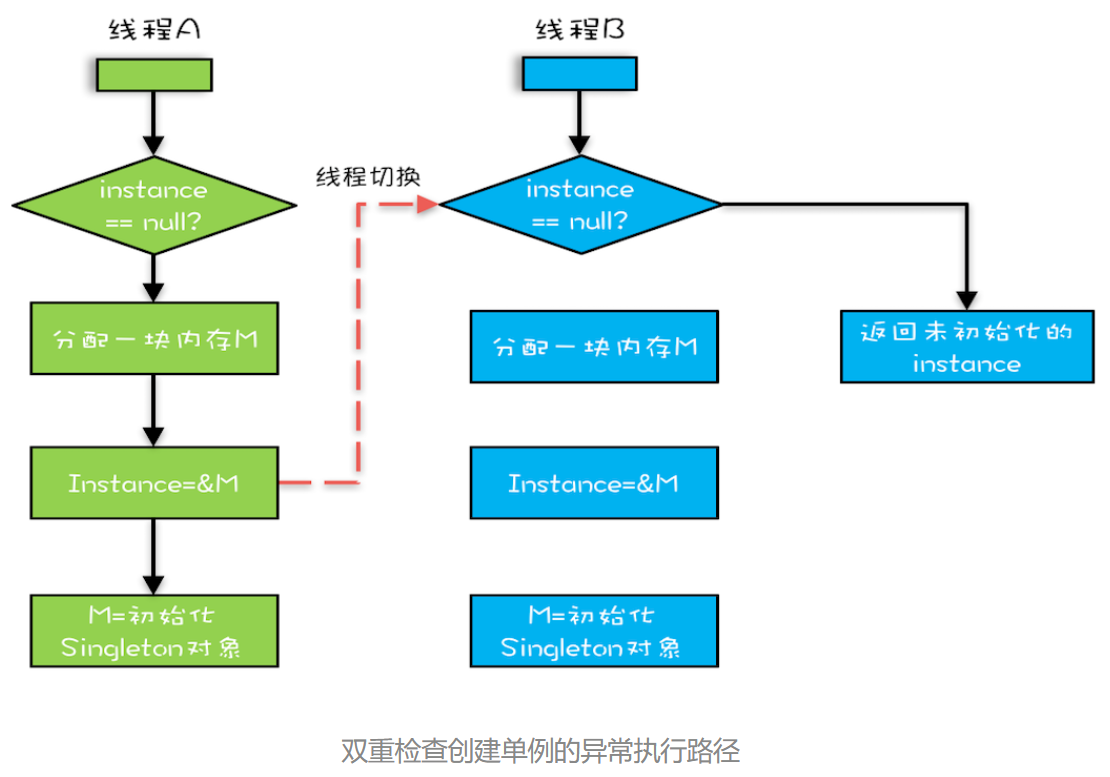 线程A
线程B
instance
== null?
线程切换
instance
== null?
分配一块内存M
分配一块内存M
返回未初始化的
instance
Instance=&M
Instance=&M
M=初始化
Singleton对象
M=初始化
Singleton对象
双重检查创建单例的异常执行路径